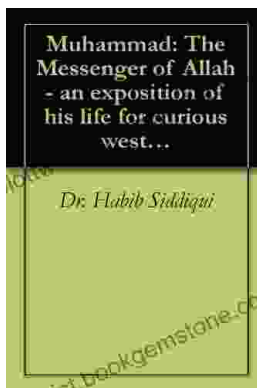 Muhammad: The
Messenger of Allah
- an exposition of
his life for curious
west...
Dr. Habib Siddiqui
bookgemstone.com